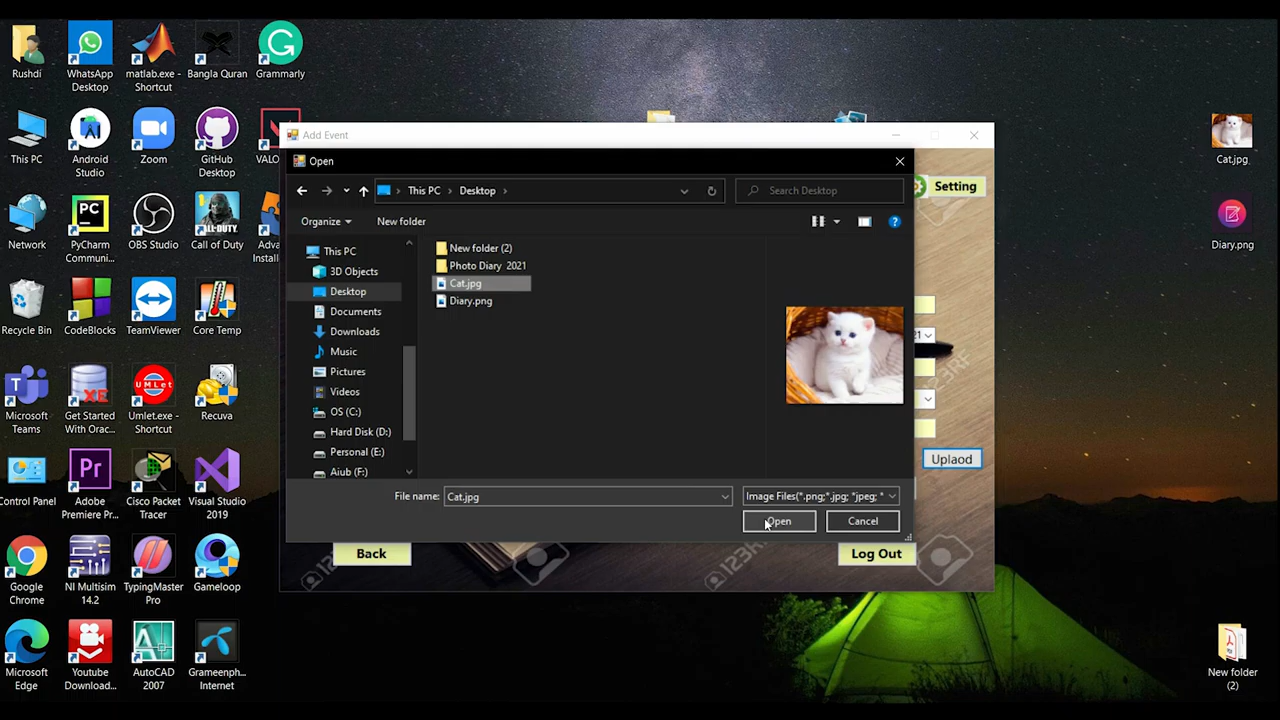 Rushdi
WhatsApp
Desktop
matlab.exe -
Shortcut
Bangla Quran
Grammarly
This PC
Android
Studio
Zoom
GitHub
Desktop
VALO
Network
PyCharm
Communi...
OBS Studio
Call of Duty
Adva
Install
Recycle Bin
CodeBlocks
TeamViewer
Core Temp
Microsoft
Teams
Get Started
With Orac...
Umlet.exe -
Shortcut
Recuva
Control Panel
Adobe
Premiere Pr...
Cisco Packet
Tracer
Visual Studio
2019
Google
Chrome
NI Multisim
14.2
TypingMaster
Pro
Gameloop
Microsoft
Edge
Youtube
Download...
AutoCAD
2007
Grameenph...
Internet
Add Event
Open
This PC
Desktop
Search Desktop
Organize
New folder
This PC
3D Objects
Desktop
Documents
Downloads
Music
Pictures
Videos
OS (C:)
Hard Disk (D:)
Personal (E:)
Aiub (F:)
New folder (2)
Photo Diary 2021
Cat.jpg
Diary.png
File name:
Cat.jpg
Image Files(*.png;*.jpg; *jpeg; *
Open
Cancel
Setting
21
Uplaod
Back
Log Out
123RF
123RF
123RF
Cat.jpg
Diary.png
New folder
(2)